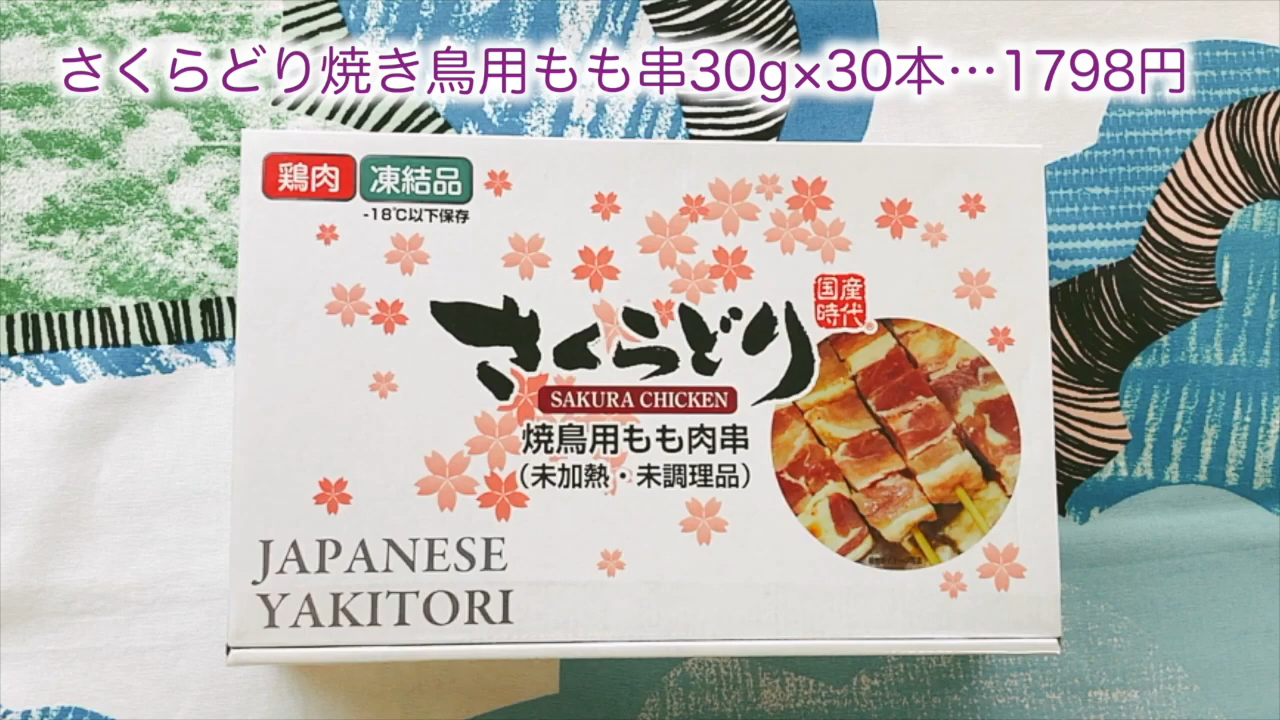 さくらどり焼き鳥用もも串30g×30本…1798円
鶏肉 凍結品
-18℃以下保存
国産
時代
さくらどり
SAKURA CHICKEN
焼鳥用もも肉串
(未加熱・未調理品)
JAPANESE
YAKITORI